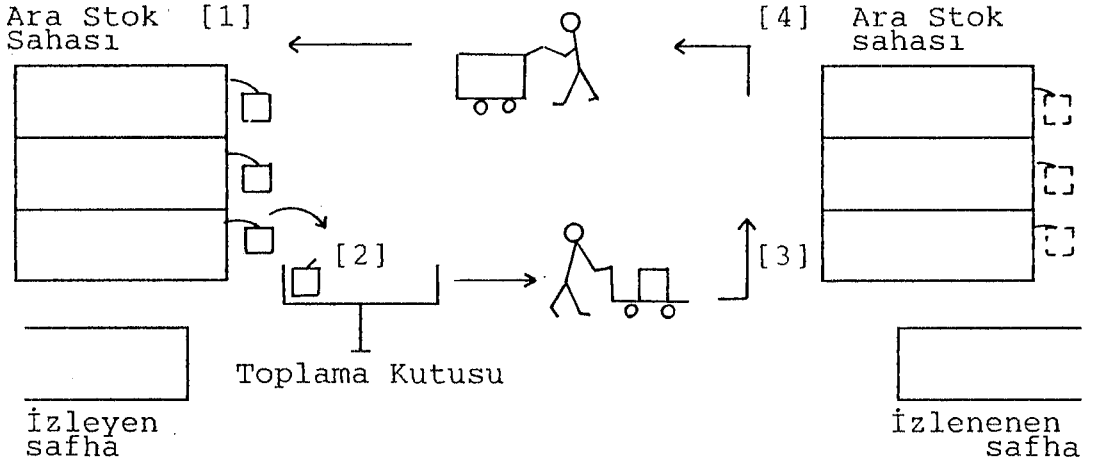 Ara Stok [1]
Sahası
[4] Ara Stok
sahası
[2]
[3]
Toplama Kutusu
İzleyen
safha
İzlenenen
safha